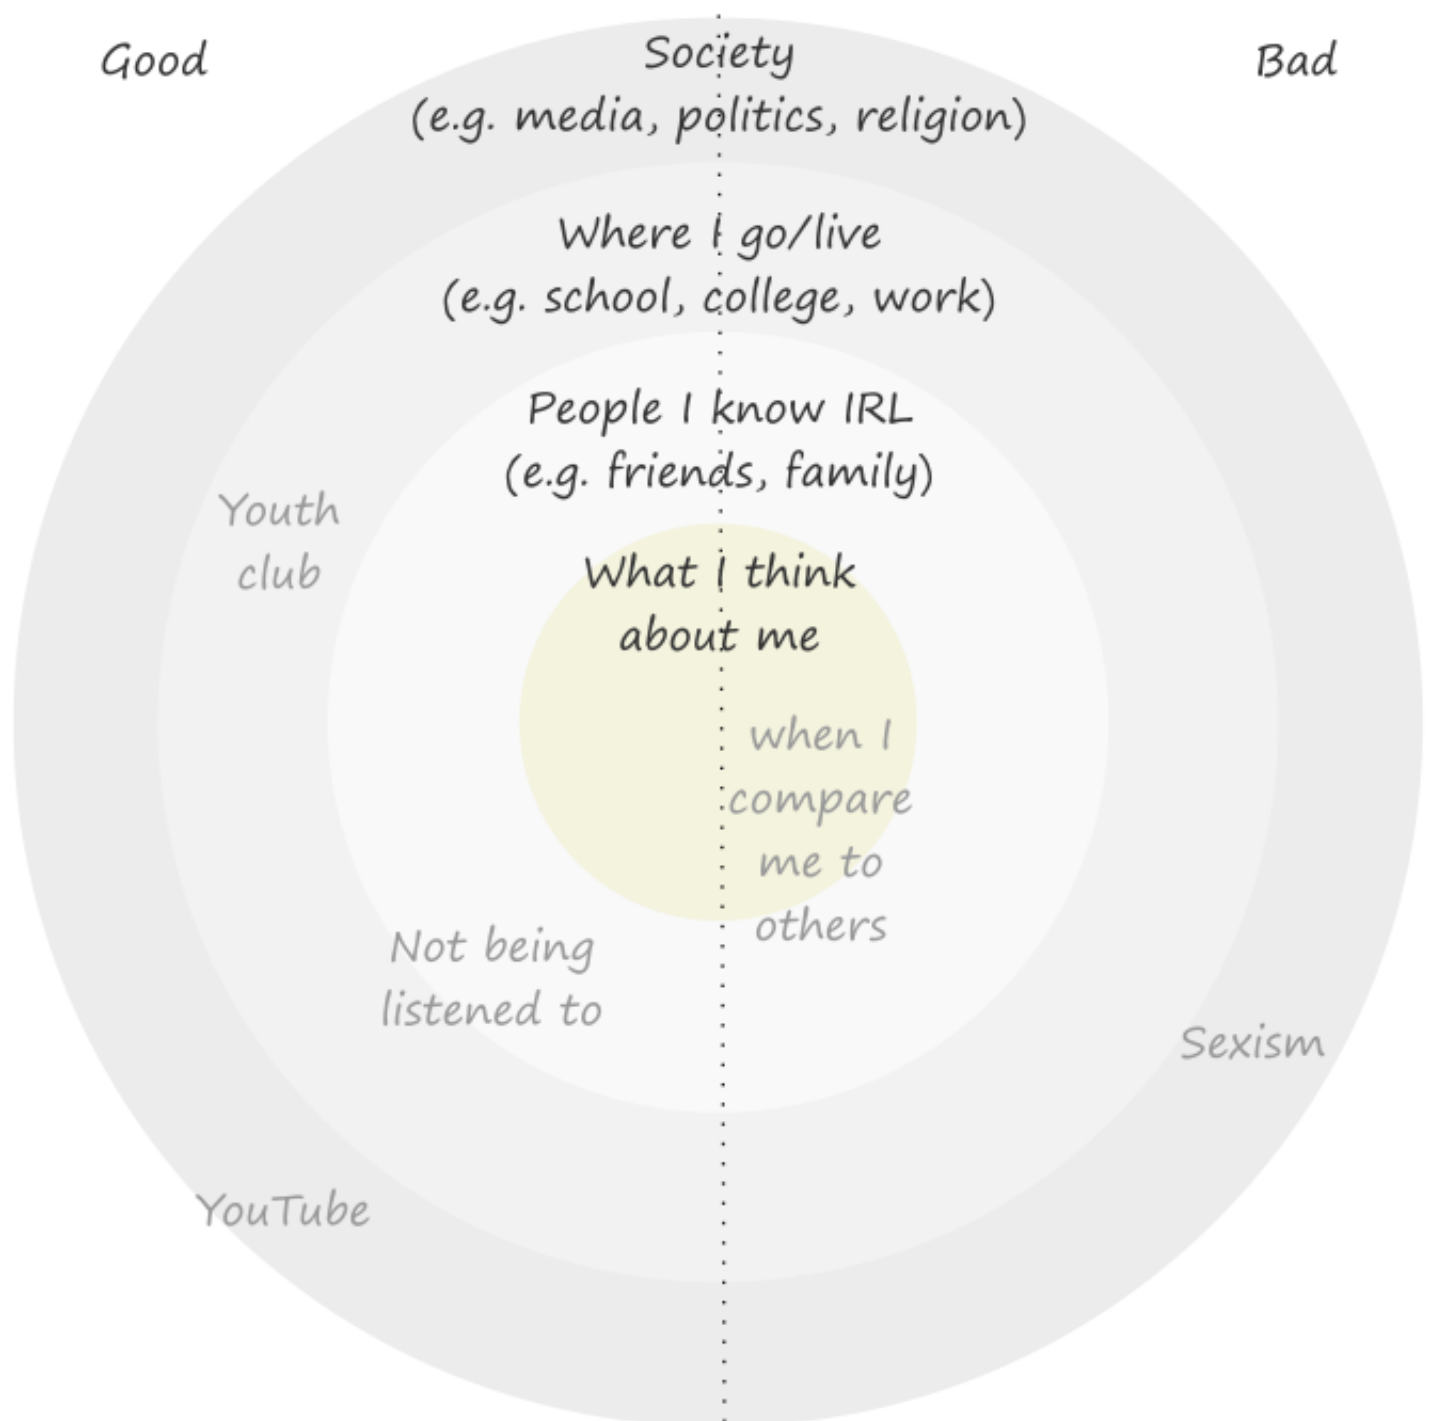 Good
Society
Bad
(e.g. media, politics, religion)
Where I go/live
(e.g. school, college, work)
People I know IRL
(e.g. friends, family)
Youth
club
What I think
about me
when I
compare
me to
others
Not being
listened to
Sexism
YouTube